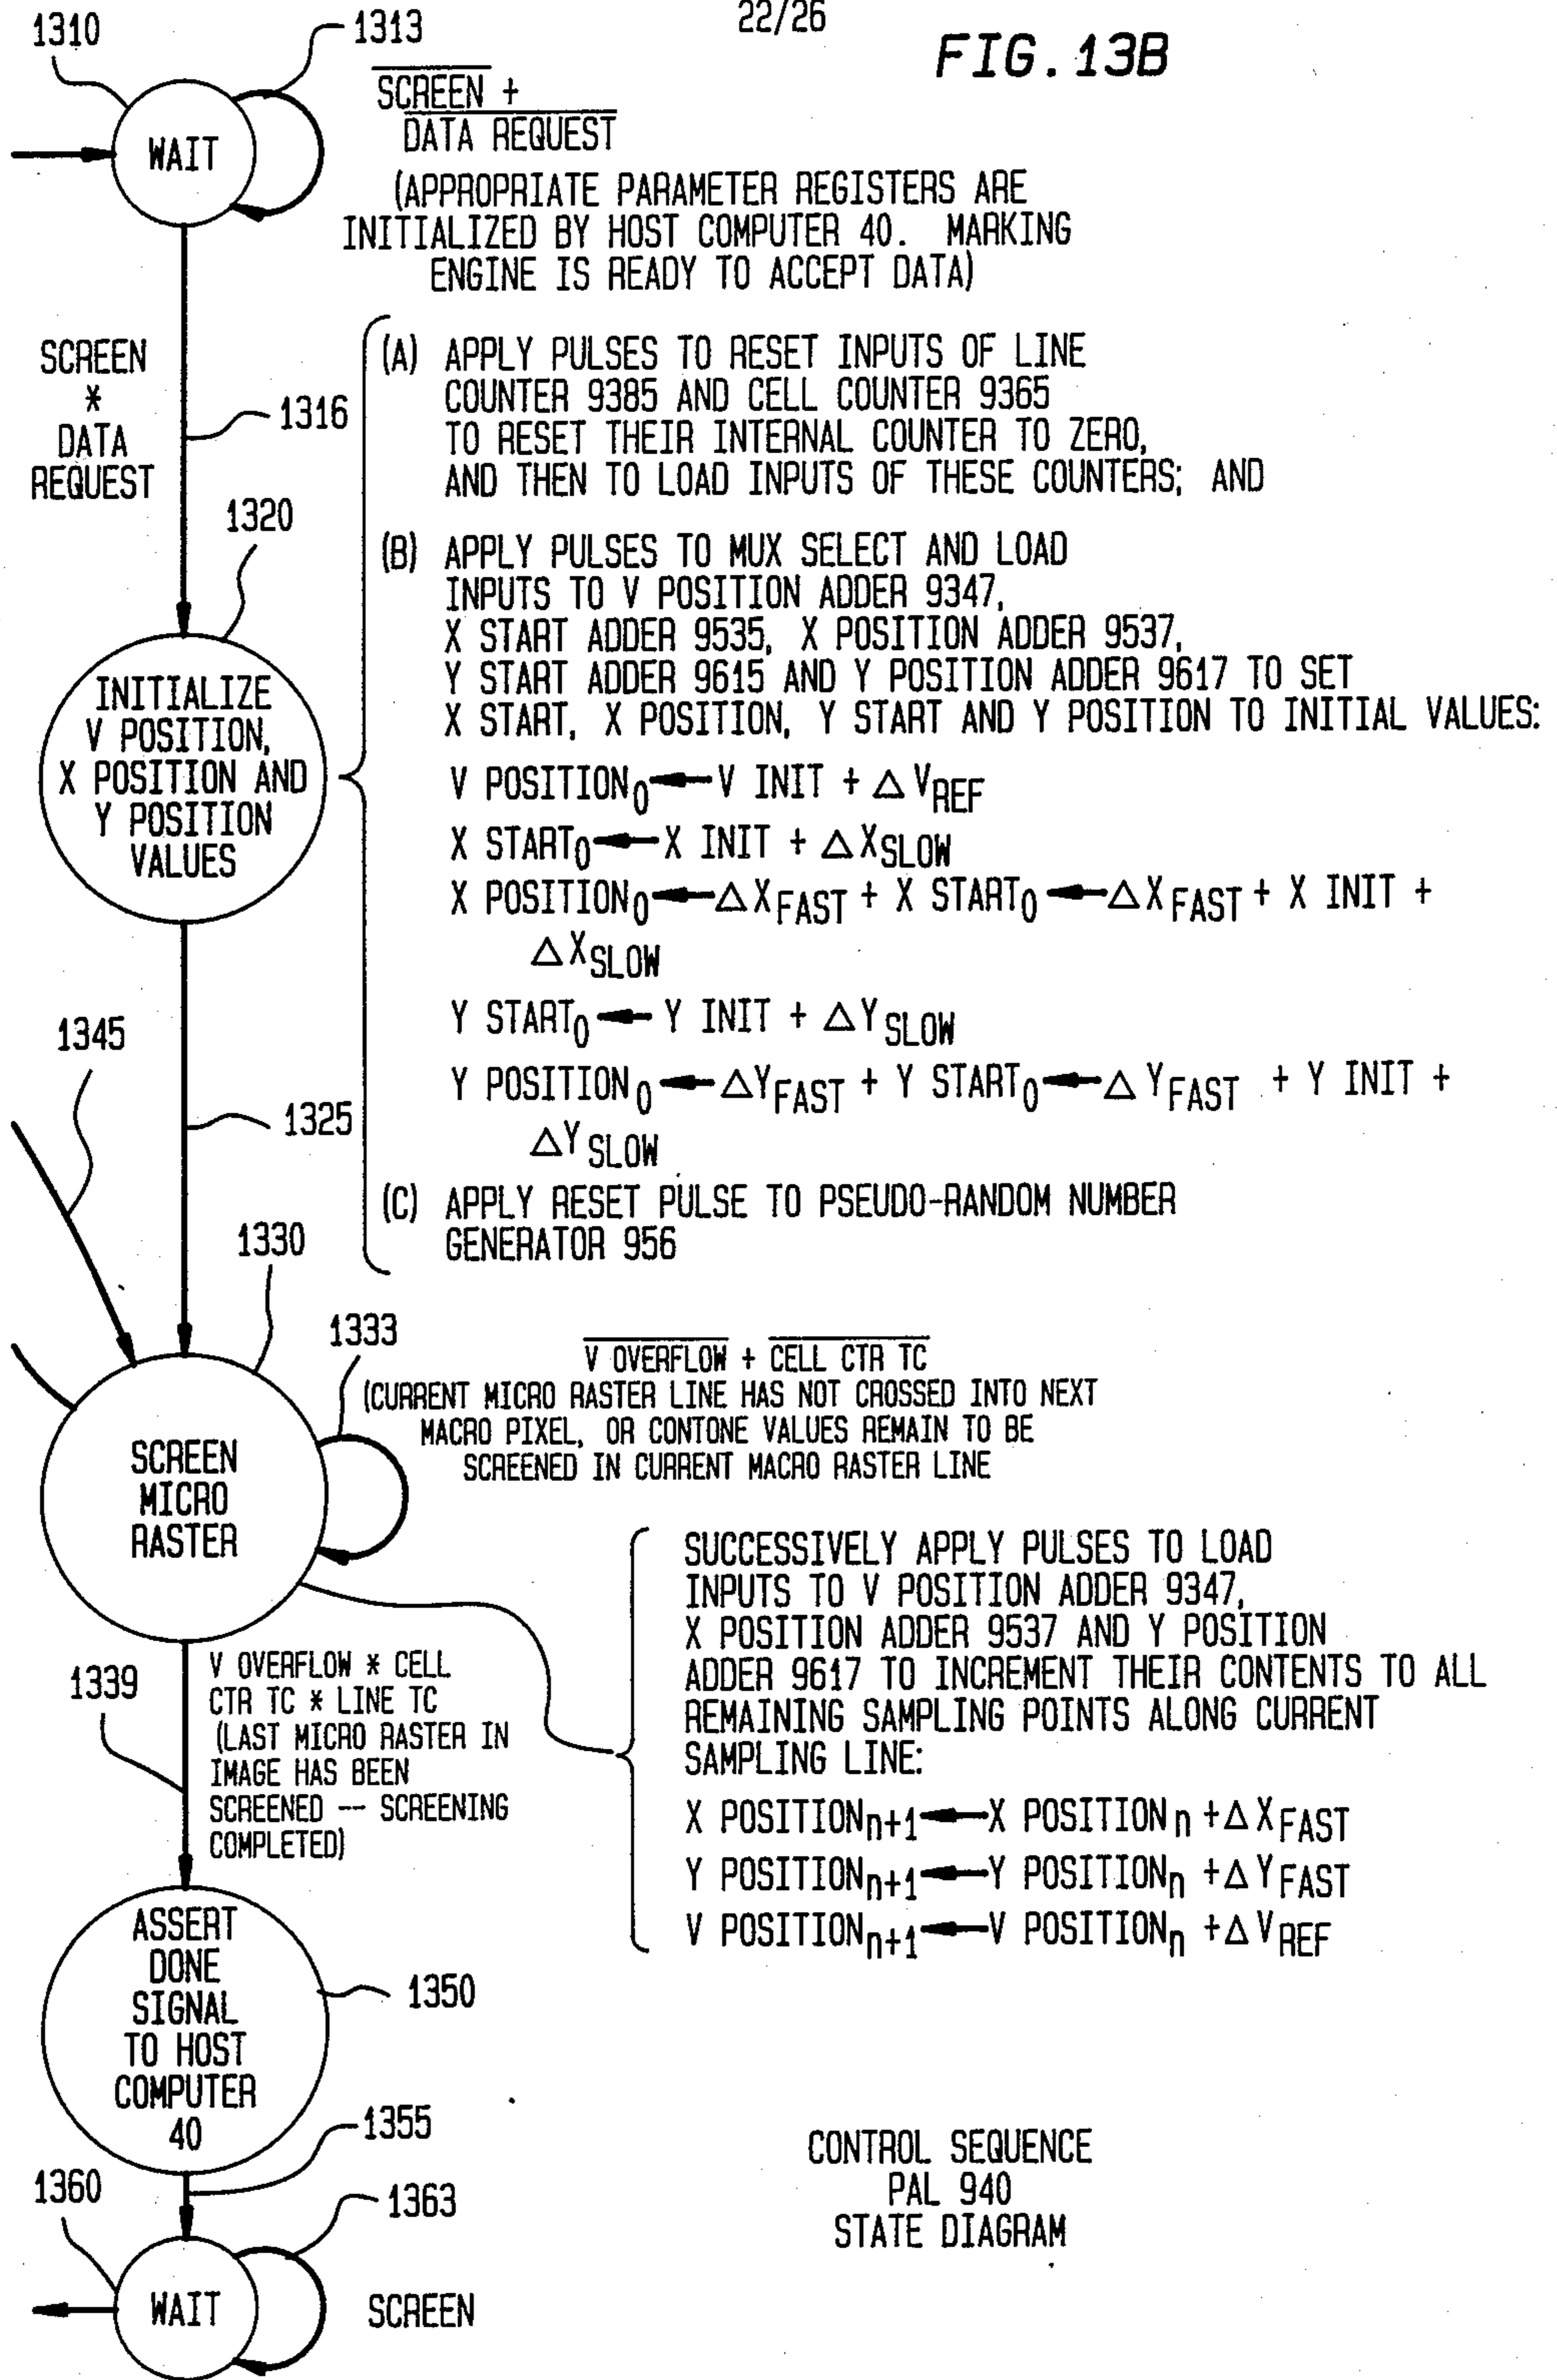 22/26
FIG. 13B
1310
1313
WAIT
SCREEN +
DATA REQUEST
(APPROPRIATE PARAMETER REGISTERS ARE
INITIALIZED BY HOST COMPUTER 40. MARKING
ENGINE IS READY TO ACCEPT DATA)
SCREEN
*
DATA
REQUEST
1316
1320
(A) APPLY PULSES TO RESET INPUTS OF LINE
COUNTER 9385 AND CELL COUNTER 9365
TO RESET THEIR INTERNAL COUNTER TO ZERO,
AND THEN TO LOAD INPUTS OF THESE COUNTERS; AND
(B) APPLY PULSES TO MUX SELECT AND LOAD
INPUTS TO V POSITION ADDER 9347,
X START ADDER 9535, X POSITION ADDER 9537,
Y START ADDER 9615 AND Y POSITION ADDER 9617 TO SET
X START, X POSITION, Y START AND Y POSITION TO INITIAL VALUES:
INITIALIZE
V POSITION,
X POSITION AND
Y POSITION
VALUES
V POSITION0 ← V INIT + ΔVREF
X START0 ← X INIT + ΔXSLOW
X POSITION0 ← ΔXFAST + X START0 ← ΔXFAST + X INIT +
ΔXSLOW
Y START0 ← Y INIT + ΔYSLOW
Y POSITION0 ← ΔYFAST + Y START0 ← ΔYFAST + Y INIT +
ΔYSLOW
(C) APPLY RESET PULSE TO PSEUDO-RANDOM NUMBER
GENERATOR 956
1345
1325
1330
1333
V OVERFLOW + CELL CTR TC
(CURRENT MICRO RASTER LINE HAS NOT CROSSED INTO NEXT
MACRO PIXEL, OR CONTONE VALUES REMAIN TO BE
SCREENED IN CURRENT MACRO RASTER LINE
SCREEN
MICRO
RASTER
SUCCESSIVELY APPLY PULSES TO LOAD
INPUTS TO V POSITION ADDER 9347,
X POSITION ADDER 9537 AND Y POSITION
ADDER 9617 TO INCREMENT THEIR CONTENTS TO ALL
REMAINING SAMPLING POINTS ALONG CURRENT
SAMPLING LINE:
X POSITIONn+1 ← X POSITIONn + ΔXFAST
Y POSITIONn+1 ← Y POSITIONn + ΔYFAST
V POSITIONn+1 ← V POSITIONn + ΔVREF
1339
V OVERFLOW * CELL
CTR TC * LINE TC
(LAST MICRO RASTER IN
IMAGE HAS BEEN
SCREENED -- SCREENING
COMPLETED)
ASSERT
DONE
SIGNAL
TO HOST
COMPUTER
40
1350
1355
1360
1363
WAIT
SCREEN
CONTROL SEQUENCE
PAL 940
STATE DIAGRAM